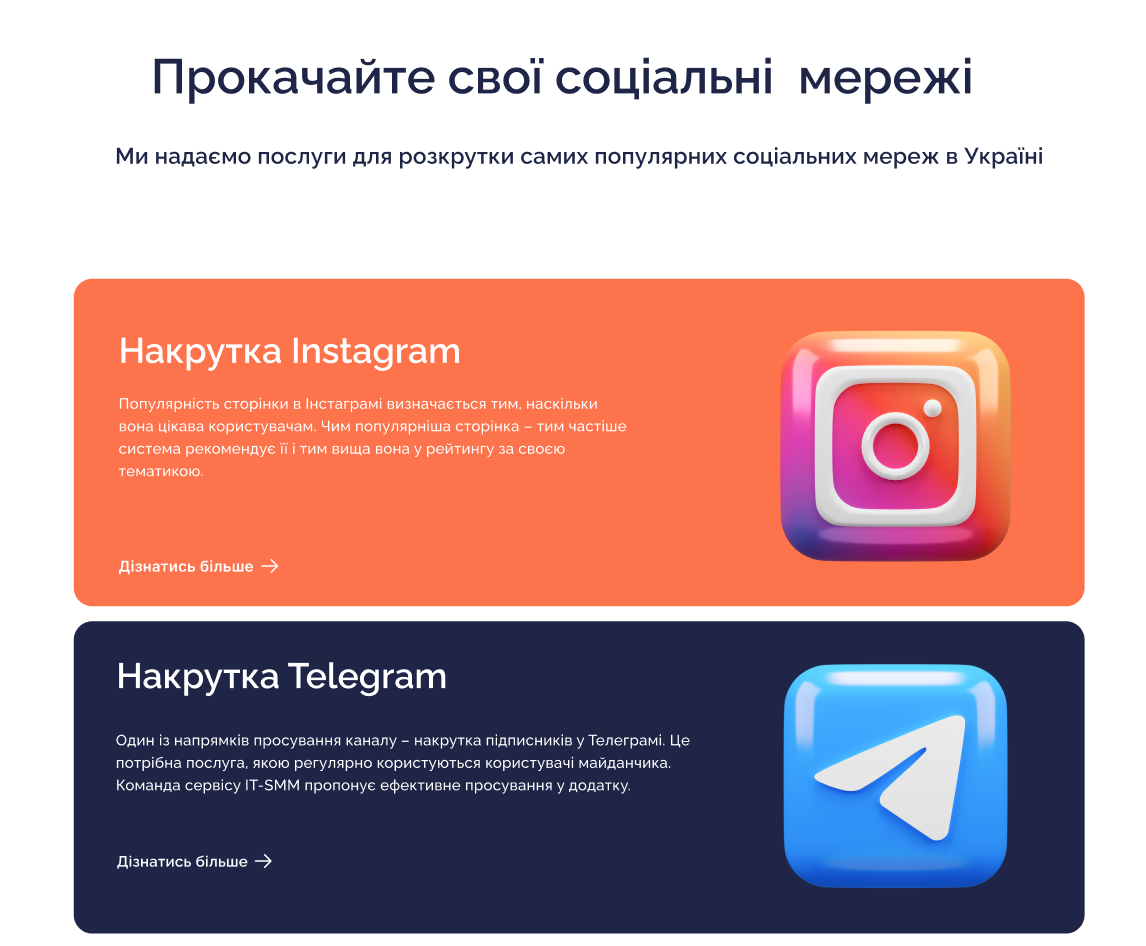 Прокачайте свої соціальні  мережі
Ми надаємо послуги для розкрутки самих популярних соціальних мереж в Україні
Накрутка Instagram
Популярність сторінки в Інстаграмі визначається тим, наскільки
вона цікава користувачам. Чим популярніша сторінка – тим частіше
система рекомендує її і тим вища вона у рейтингу за своєю
тематикою.
Дізнатись більше
Накрутка Telegram
Один із напрямків просування каналу – накрутка підписників у Телеграмі. Це
потрібна послуга, якою регулярно користуються користувачі майданчика.
Команда сервісу IT-SMM пропонує ефективне просування у додатку.
Дізнатись більше